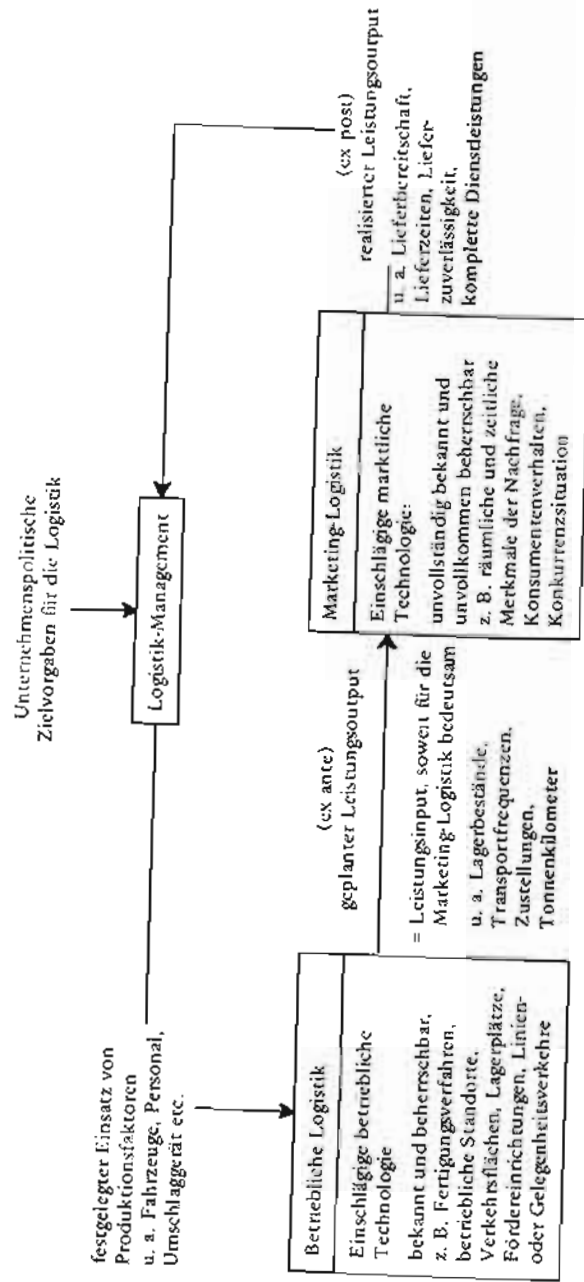 Unternehmenspolitische
Zielvorgaben für die Logistik
Logistik-Management
festgelegter Einsatz von
Produktionsfaktoren
u. a. Fahrzeuge, Personal,
Umschlaggerät etc.
Betriebliche Logistik
Einschlägige betriebliche
Technologie
bekannt und beherrschbar,
z. B. Fertigungsverfahren,
betriebliche Standorte,
Verkehrsflächen, Lagerplätze,
Fördereinrichtungen, Linien-
oder Gelegenheitsverkehre
(ex ante)
geplanter Leistungsoutput
= Leistungsinput, soweit für die
Marketing-Logistik bedeutsam
u. a. Lagerbestände,
Transportfrequenzen,
Zustellungen,
Tonnenkilometer
Marketing-Logistik
Einschlägige marktliche
Technologie:
unvollständig bekannt und
unvollkommen beherrschbar
z. B. räumliche und zeitliche
Merkmale der Nachfrage,
Konsumentenverhalten,
Konkurrenzsituation
(ex post)
realisierter Leistungsoutput
u. a. Lieferbereitschaft,
Lieferzeiten, Liefer-
zuverlässigkeit,
komplette Dienstleistungen